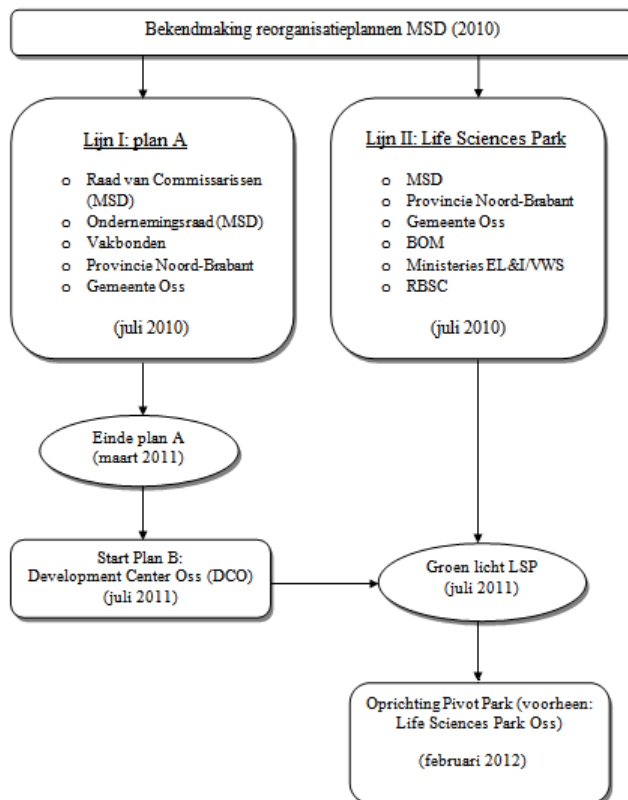 Bekendmaking reorganisatieplannen MSD (2010)
Lijn I: plan A
o Raad van Commissarissen
(MSD)
o Ondernemingsraad (MSD)
o Vakbonden
o Provincie Noord-Brabant
o Gemeente Oss
(juli 2010)
Lijn II: Life Sciences Park
o MSD
o Provincie Noord-Brabant
o Gemeente Oss
o BOM
o Ministeries EL&I/VWS
o RBSC
(juli 2010)
Einde plan A
(maart 2011)
Start Plan B:
Development Center Oss (DCO)
(juli 2011)
Groen licht LSP
(juli 2011)
Oprichting Pivot Park (voorheen:
Life Sciences Park Oss)
(februari 2012)